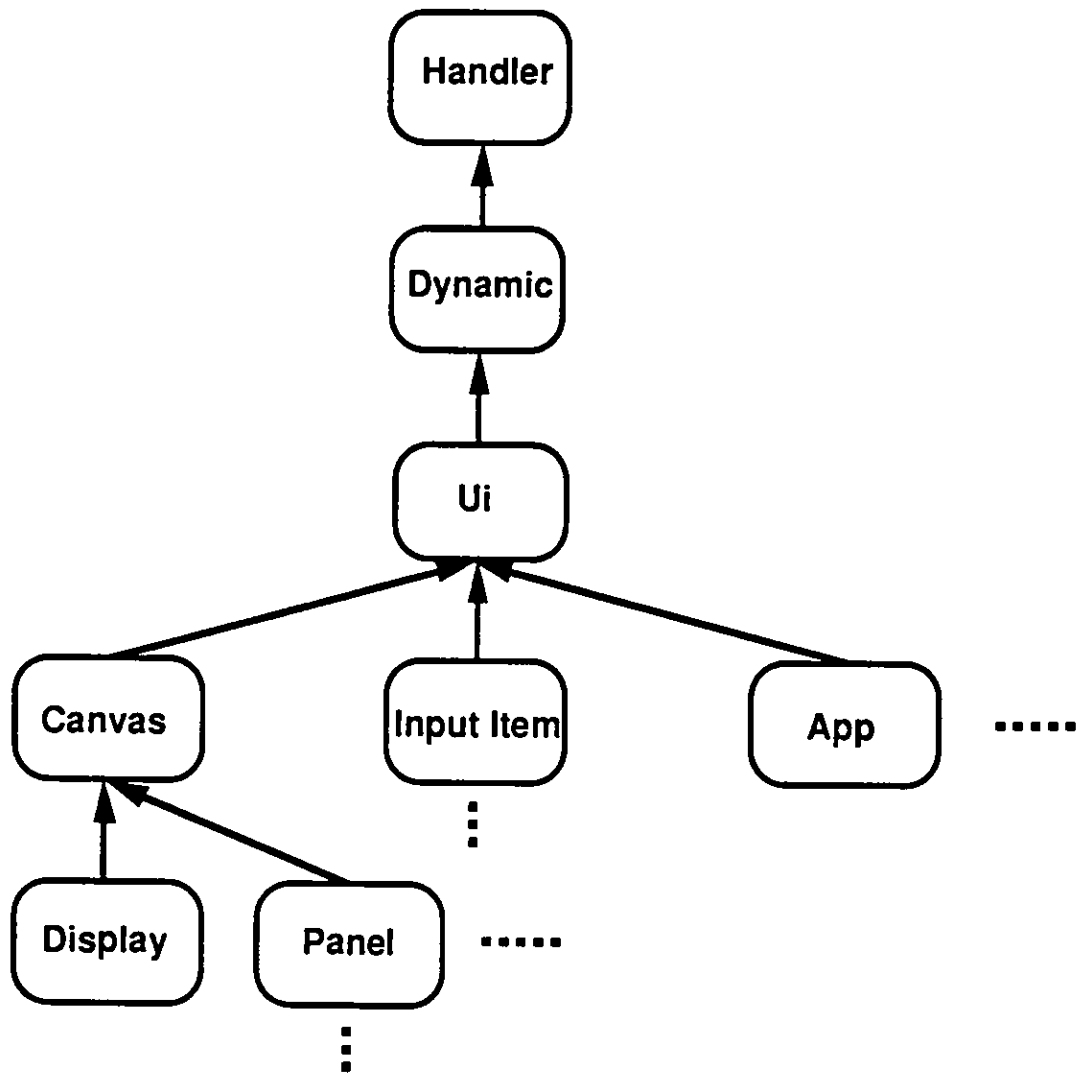 Handler
Dynamic
Ui
Canvas
Input Item
App
Display
Panel